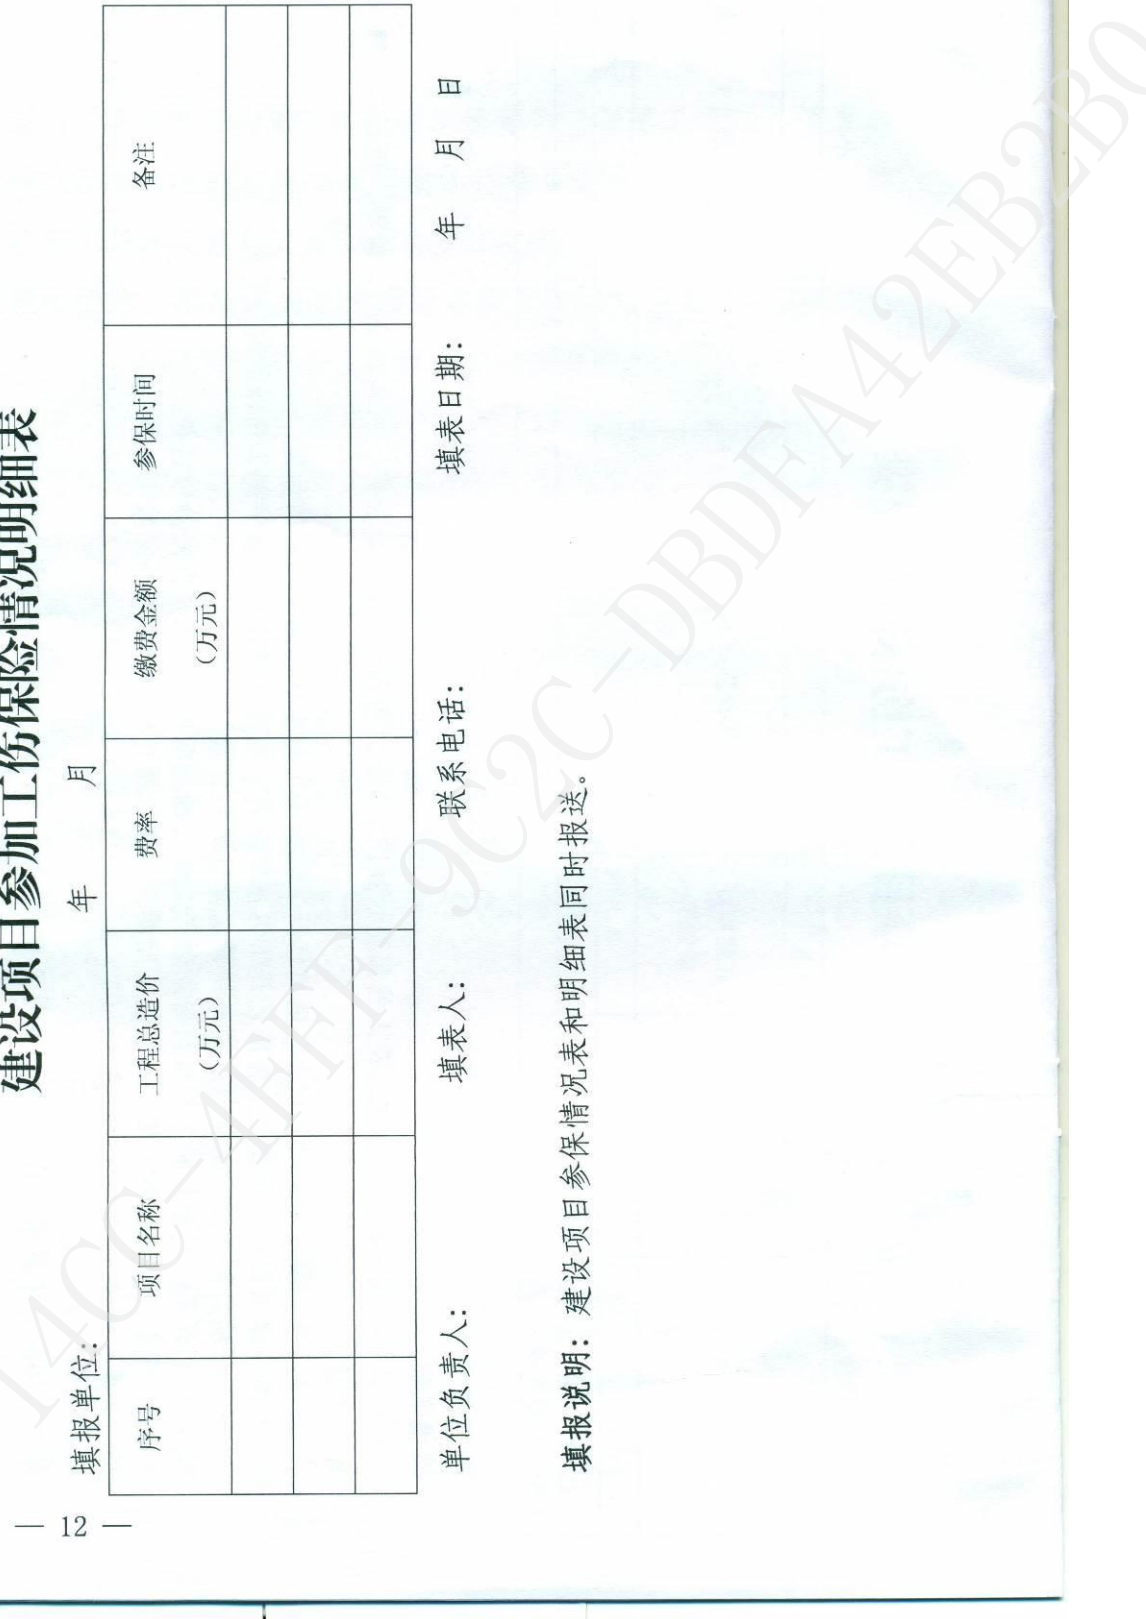 建设项目参加工伤保险情况明细表
年 月
填报单位：
序号 项目名称 工程总造价（万元） 费率 缴费金额（万元） 参保时间 备注
单位负责人： 填表人： 联系电话： 填表日期： 年 月 日
填报说明：建设项目参保情况表和明细表同时报送。
— 12 —
14CC-4FFF-9C2C-DBDFA42EB2B0